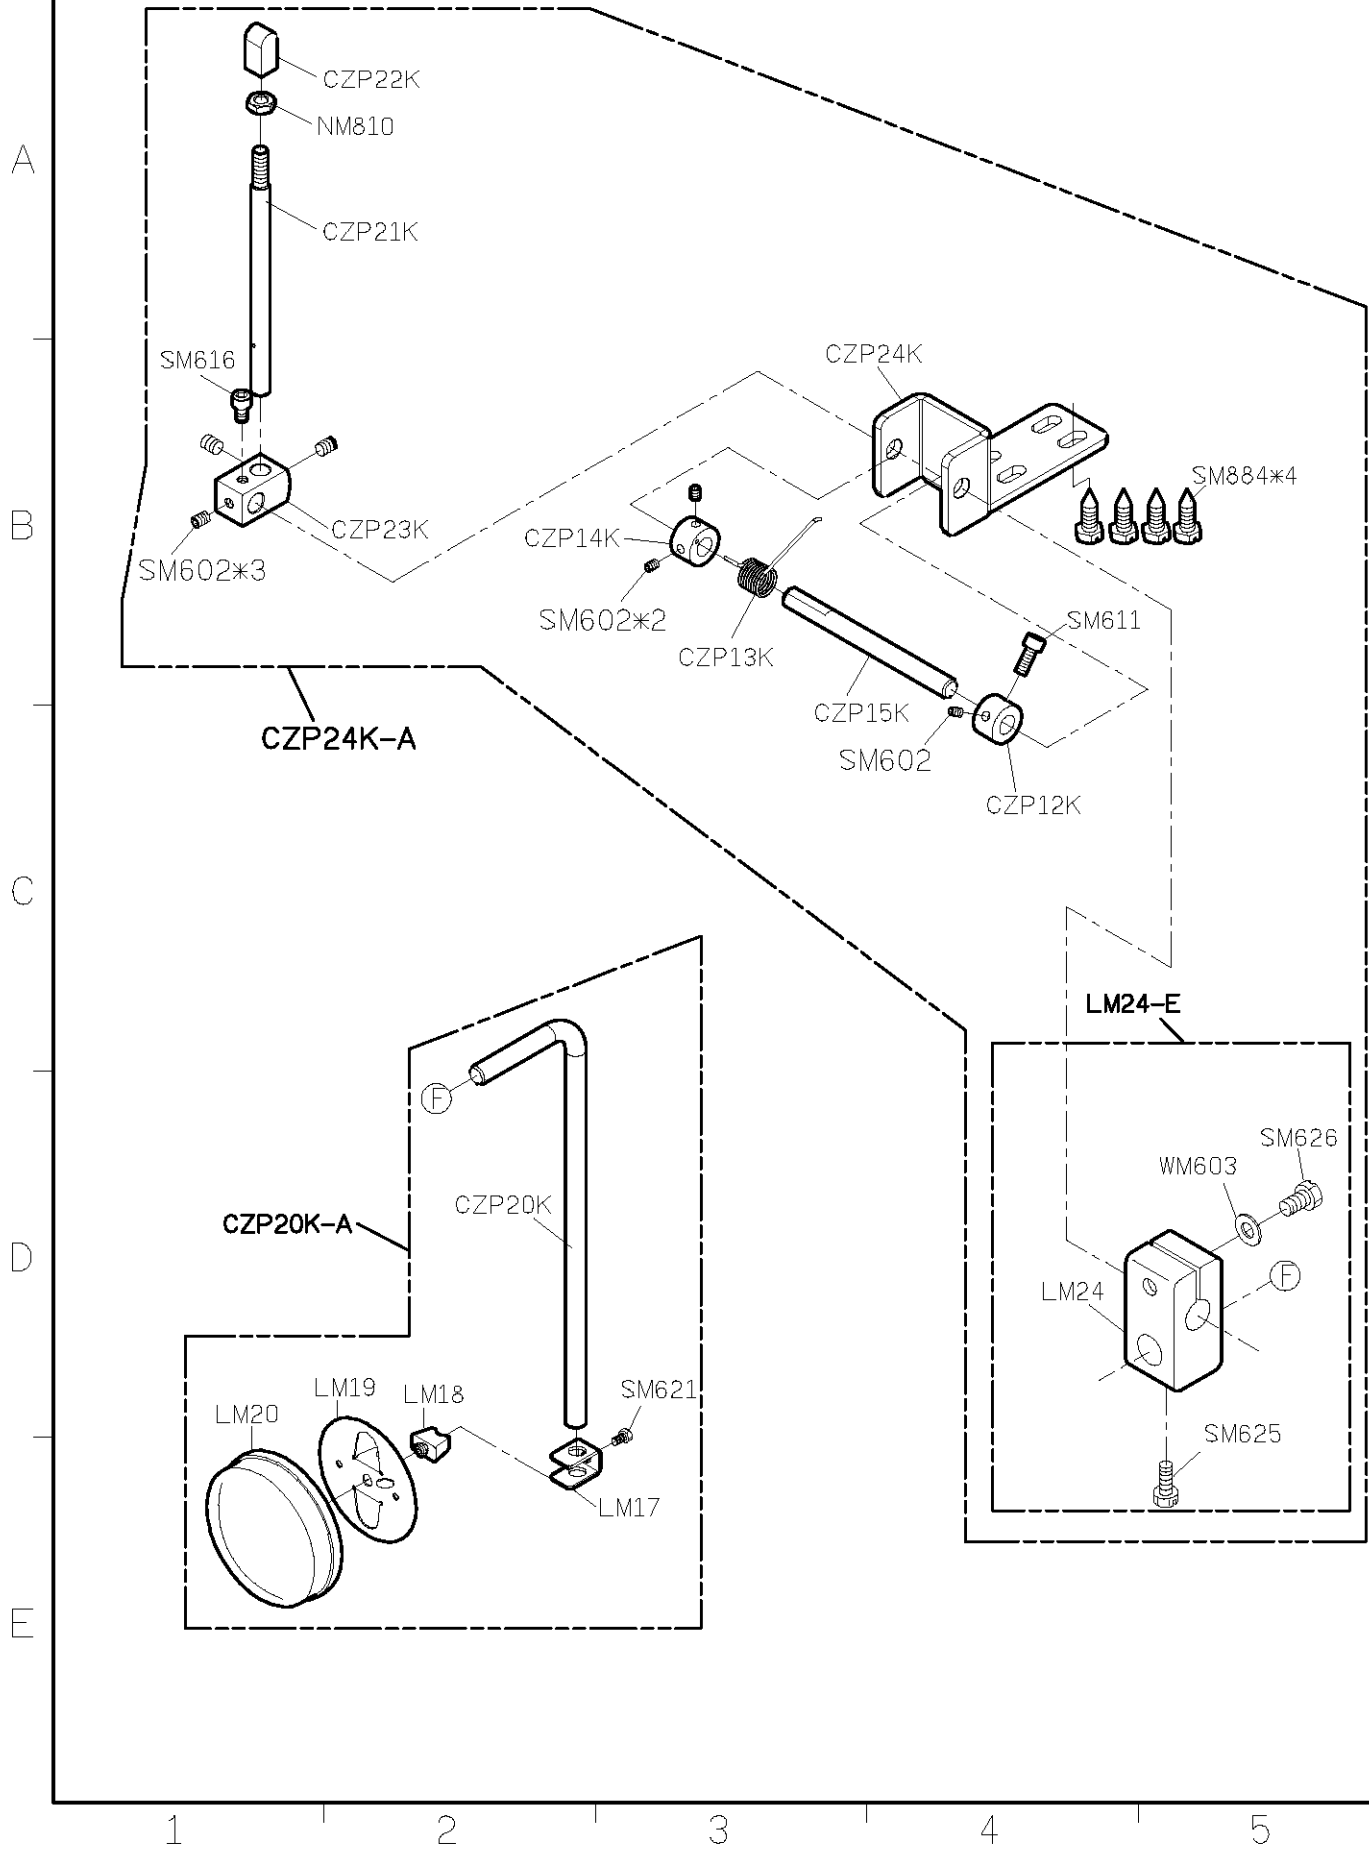 CZP22K
NM810
A
CZP21K
SM616
CZP24K
SM884*4
B
CZP23K
CZP14K
SM602*3
SM602*2
SM611
CZP13K
CZP15K
CZP24K-A
SM602
CZP12K
C
LM24-E
F
SM626
WM603
CZP20K
CZP20K-A
D
F
LM24
LM19
LM18
SM621
LM20
SM625
LM17
E
1
2
3
4
5